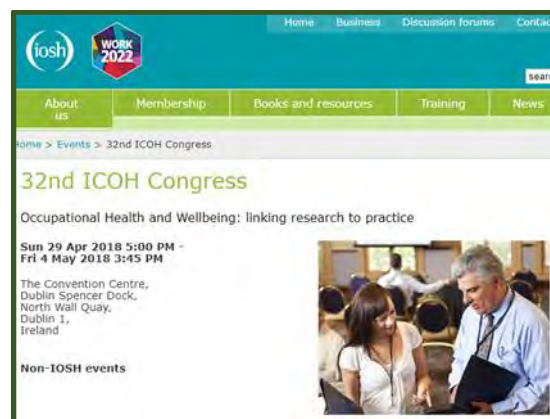 Home Business Discussion forums Contac
iosh
WORK
2022
sear
About us Membership Books and resources Training News
Home > Events > 32nd ICOH Congress
32nd ICOH Congress
Occupational Health and Wellbeing: linking research to practice
Sun 29 Apr 2018 5:00 PM -
Fri 4 May 2018 3:45 PM
The Convention Centre,
Dublin Spencer Dock,
North Wall Quay,
Dublin 1,
Ireland
Non-IOSH events